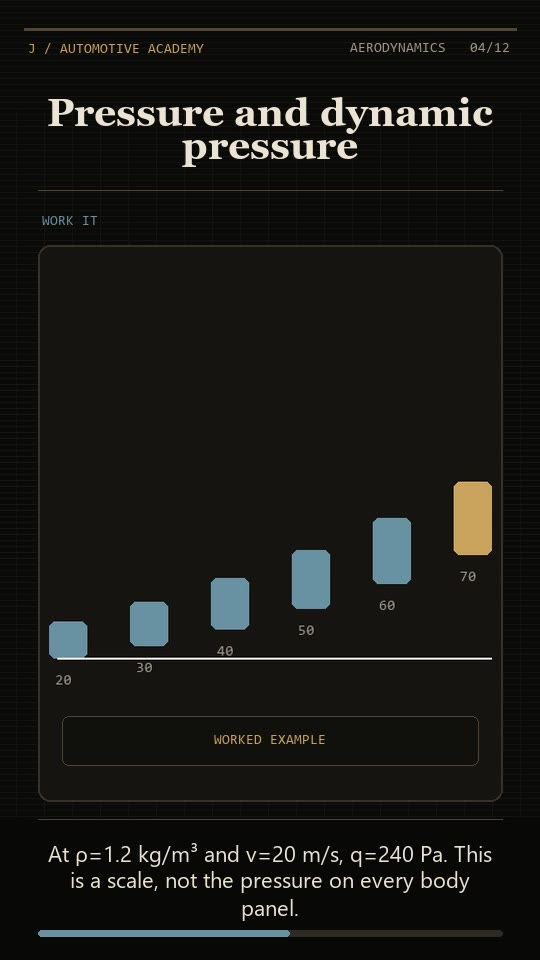 J / AUTOMOTIVE ACADEMY
AERODYNAMICS 04/12
Pressure and dynamic
pressure
WORK IT
70
60
50
40
30
20
WORKED EXAMPLE
At ρ=1.2 kg/m³ and v=20 m/s, q=240 Pa. This
is a scale, not the pressure on every body
panel.